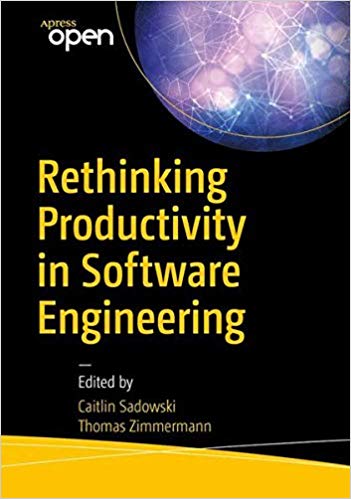 Apress
open
Rethinking
Productivity
in Software
Engineering
—
Edited by
Caitlin Sadowski
Thomas Zimmermann